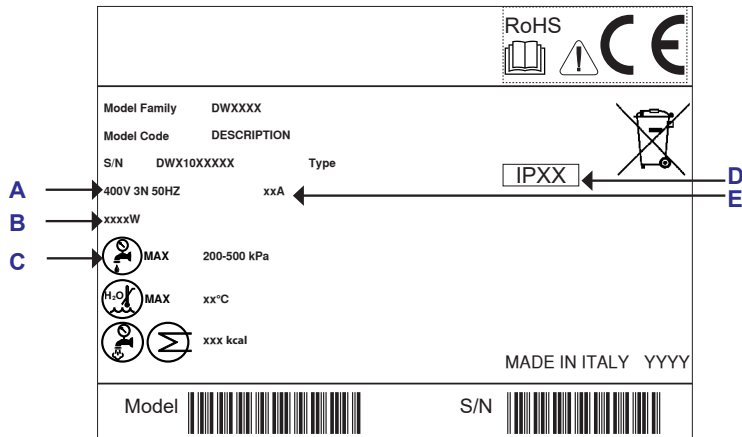 RoHS
CE
Model Family DWXXXX
Model Code DESCRIPTION
S/N DWX10XXXXX Type
IPXX
D
A
400V 3N 50HZ xxA
E
B
xxxxW
C
MAX 200-500 kPa
H₂O MAX xx°C
xxx kcal
MADE IN ITALY YYYY
Model
S/N